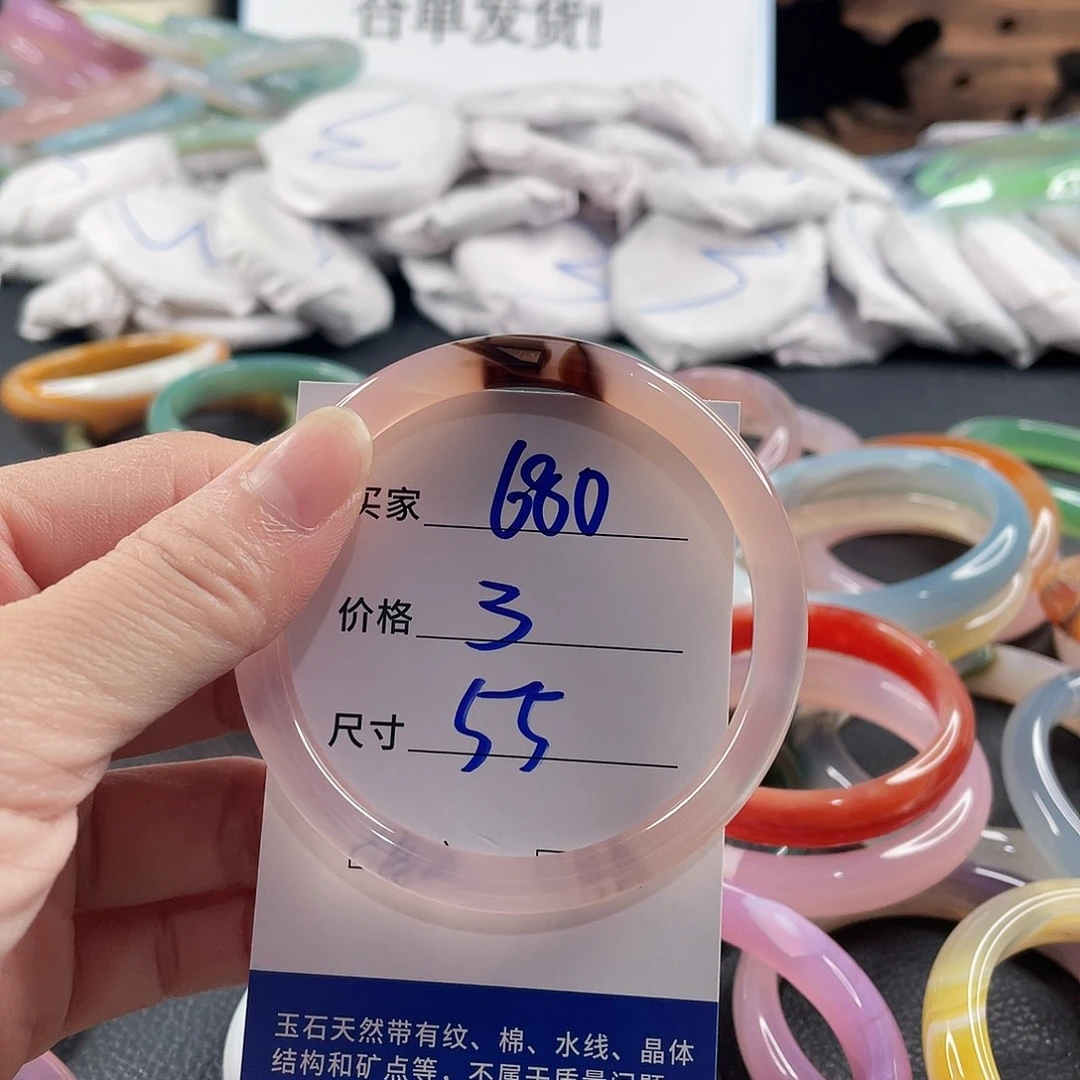 合单发货!
买家 680
价格 3
尺寸 55
玉石天然带有纹、棉、水线、晶体
结构和矿点等，不属于质量问题